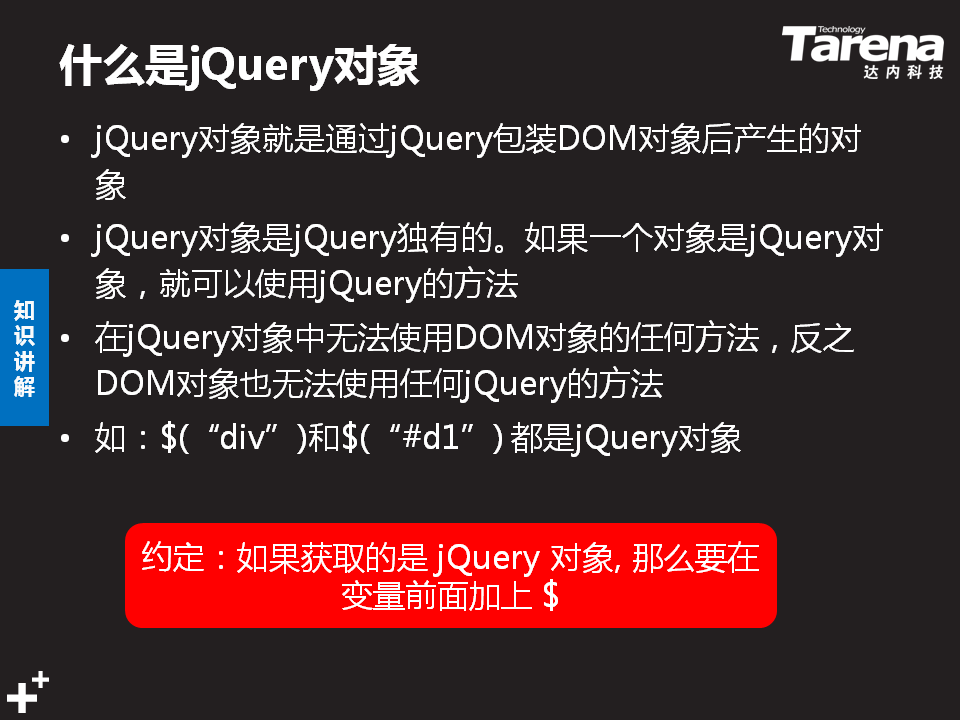 什么是jQuery对象
Technology
Tarena
达内科技
• jQuery对象就是通过jQuery包装DOM对象后产生的对
象
• jQuery对象是jQuery独有的。如果一个对象是jQuery对
象，就可以使用jQuery的方法
• 在jQuery对象中无法使用DOM对象的任何方法，反之
DOM对象也无法使用任何jQuery的方法
• 如：$(“div”)和$(“#d1”) 都是jQuery对象
知
识
讲
解
约定：如果获取的是 jQuery 对象, 那么要在
变量前面加上 $